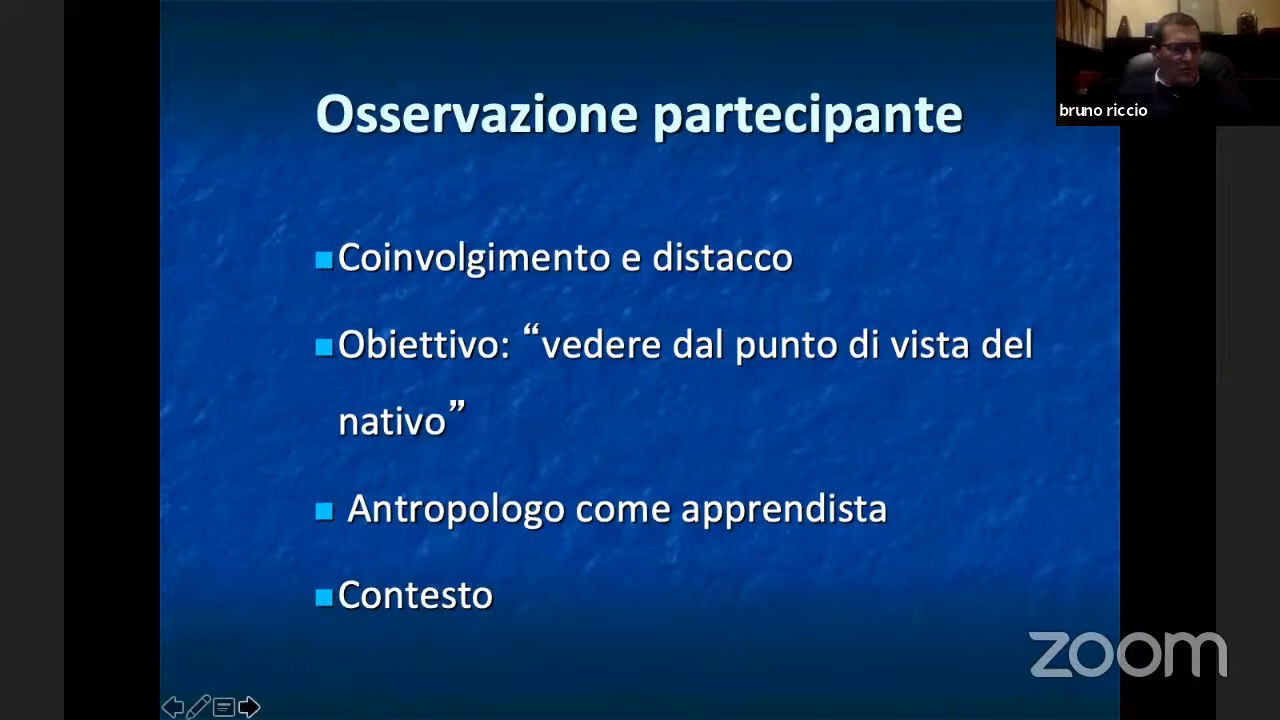 Osservazione partecipante
bruno riccio
■Coinvolgimento e distacco
■Obiettivo: “vedere dal punto di vista del
nativo”
■ Antropologo come apprendista
■Contesto
zoom